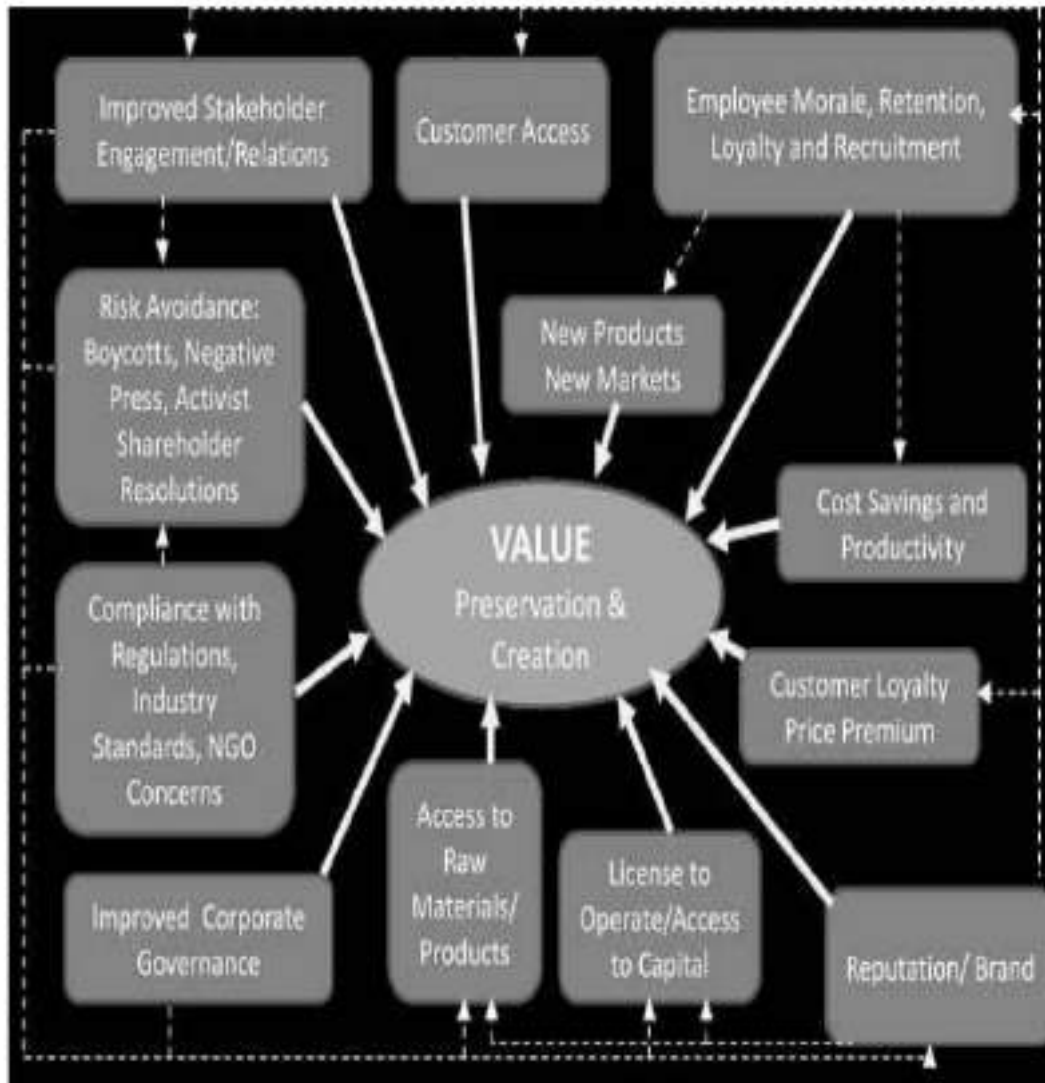 Improved Stakeholder
Engagement/Relations
Customer Access
Employee Morale, Retention,
Loyalty and Recruitment
Risk Avoidance:
Boycotts, Negative
Press, Activist
Shareholder
Resolutions
New Products
New Markets
Cost Savings and
Productivity
VALUE
Preservation &
Creation
Compliance with
Regulations,
Industry
Standards, NGO
Concerns
Customer Loyalty
Price Premium
Access to
Raw
Materials/
Products
License to
Operate/Access
to Capital
Improved Corporate
Governance
Reputation/ Brand